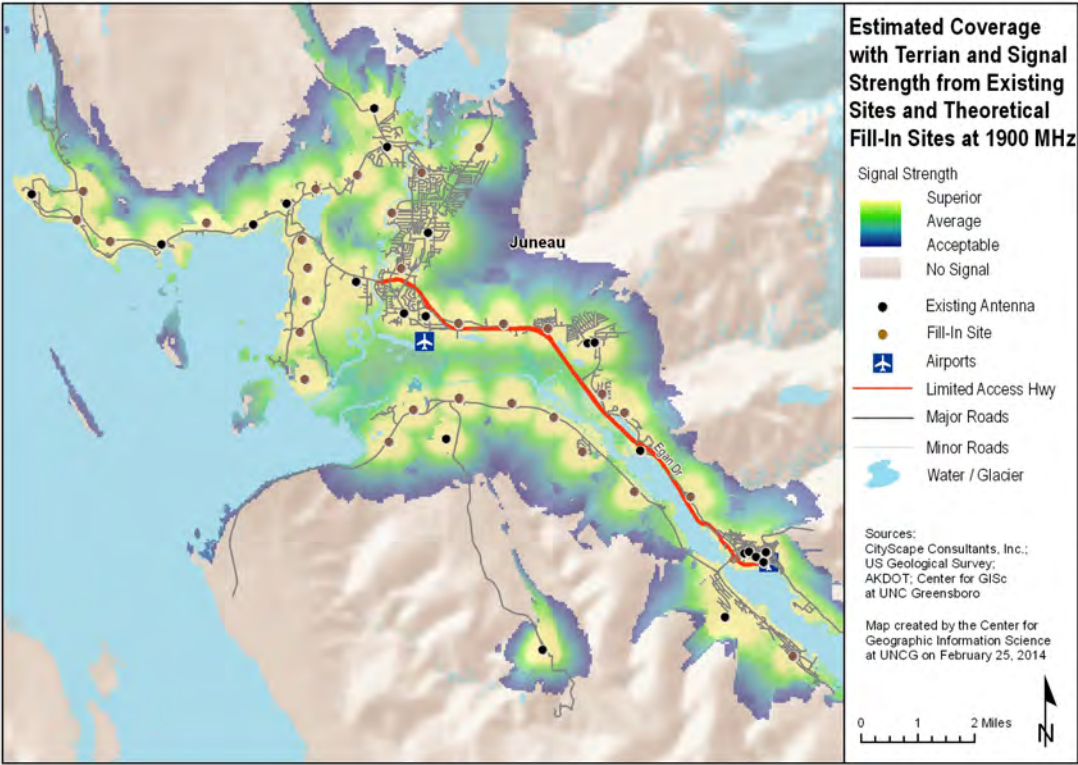 Estimated Coverage
with Terrian and Signal
Strength from Existing
Sites and Theoretical
Fill-In Sites at 1900 MHz
Signal Strength
Superior
Average
Acceptable
No Signal
Existing Antenna
Fill-In Site
Airports
Limited Access Hwy
Major Roads
Minor Roads
Water / Glacier
Sources:
CityScape Consultants, Inc.;
US Geological Survey;
AKDOT; Center for GISc
at UNC Greensboro
Map created by the Center for
Geographic Information Science
at UNCG on February 25, 2014
0 1 2 Miles
N
Juneau
Egan Dr